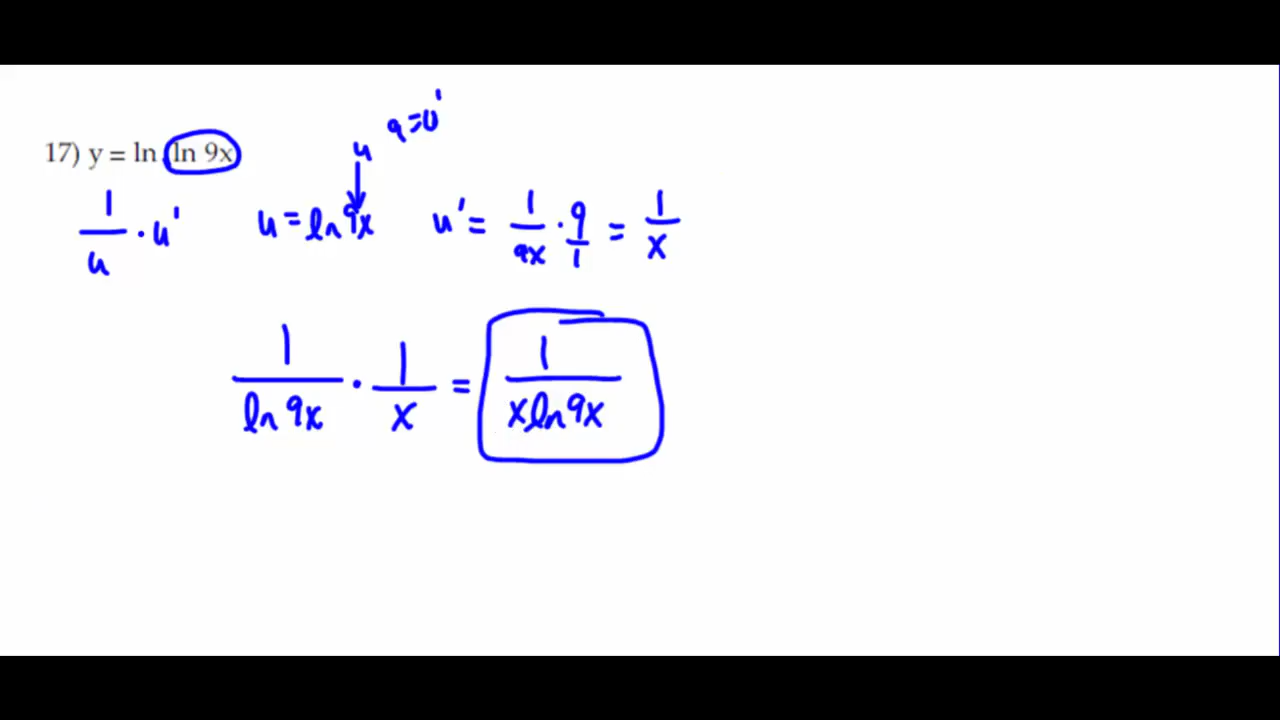 9=u'
u
17) y = ln ln 9x
1/u · u' u = ln 9x u' = 1/9x · 9/1 = 1/x
1/ln 9x · 1/x = 1/x ln 9x